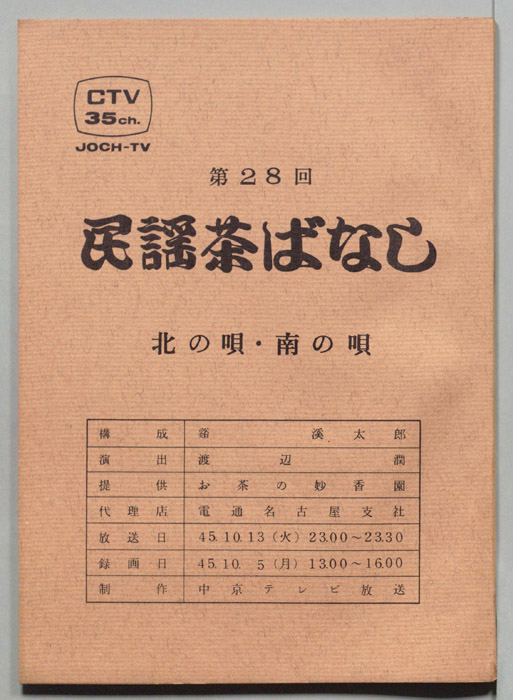 CTV
35ch.
JOCH-TV
第28回
民謡茶ばなし
北の唄・南の唄
構成 谺渓太郎
演出 渡辺潤
提供 お茶の妙香園
代理店 電通名古屋支社
放送日 45.10.13(火)23.00～23.30
録画日 45.10. 5(月)13.00～16.00
制作 中京テレビ放送